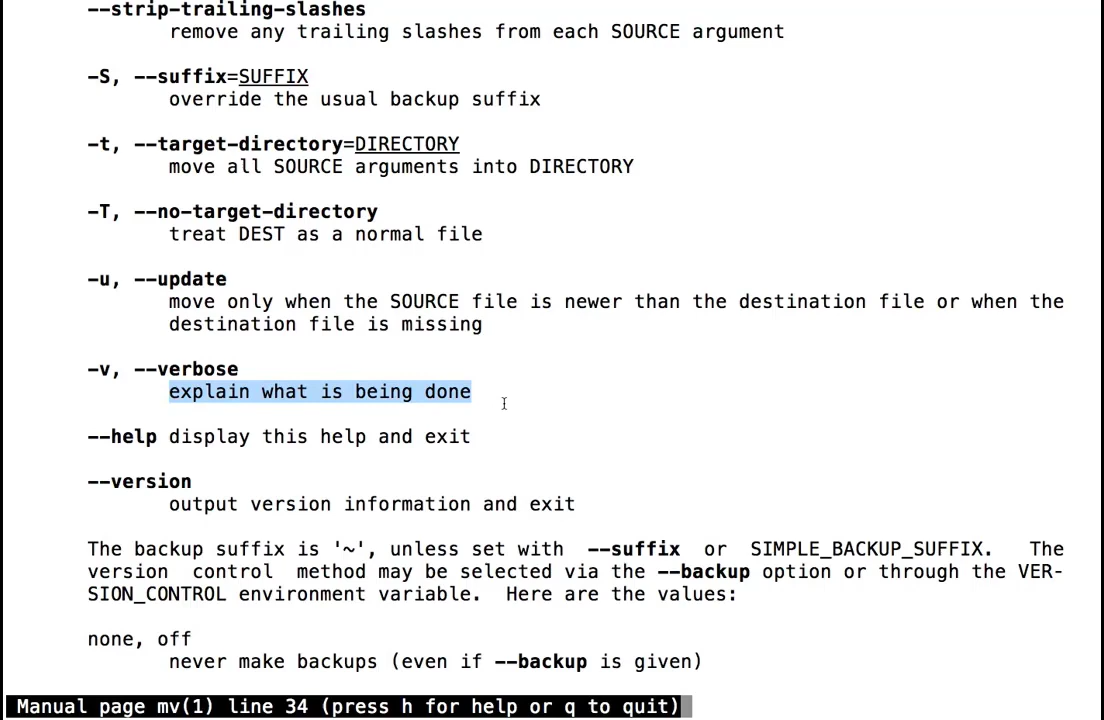 --strip-trailing-slashes
remove any trailing slashes from each SOURCE argument
-S, --suffix=SUFFIX
override the usual backup suffix
-t, --target-directory=DIRECTORY
move all SOURCE arguments into DIRECTORY
-T, --no-target-directory
treat DEST as a normal file
-u, --update
move only when the SOURCE file is newer than the destination file or when the
destination file is missing
-v, --verbose
explain what is being done
--help display this help and exit
--version
output version information and exit
The backup suffix is '~', unless set with --suffix or SIMPLE_BACKUP_SUFFIX. The
version control method may be selected via the --backup option or through the VER-
SION_CONTROL environment variable. Here are the values:
none, off
never make backups (even if --backup is given)
Manual page mv(1) line 34 (press h for help or q to quit)